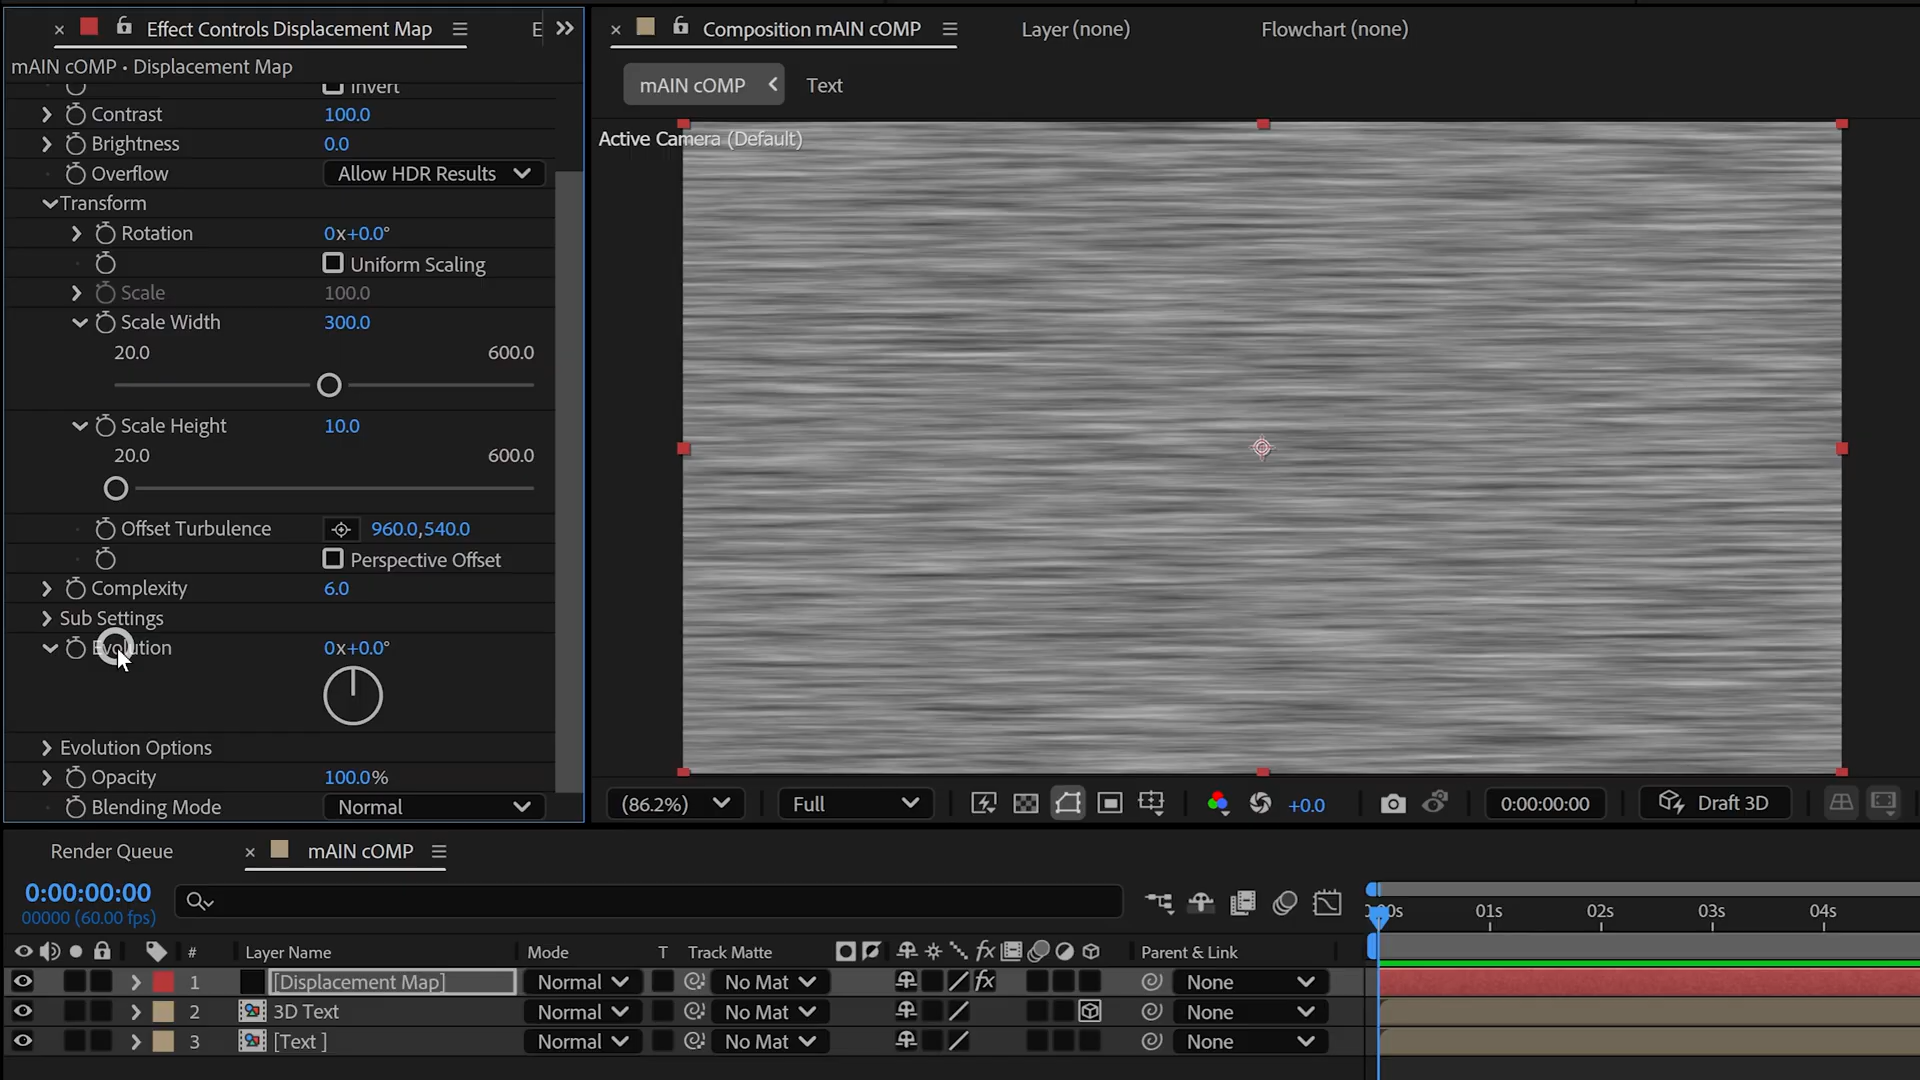 Effect Controls Displacement Map
E
mAIN cOMP • Displacement Map
Invert
Contrast 100.0
Brightness 0.0
Overflow Allow HDR Results
Transform
Rotation 0x+0.0°
Uniform Scaling
Scale 100.0
Scale Width 300.0
20.0 600.0
Scale Height 10.0
20.0 600.0
Offset Turbulence 960.0,540.0
Perspective Offset
Complexity 6.0
Sub Settings
Evolution 0x+0.0°
Evolution Options
Opacity 100.0%
Blending Mode Normal
Composition mAIN cOMP
Layer (none)
Flowchart (none)
mAIN cOMP
Text
Active Camera (Default)
(86.2%) Full +0.0 0:00:00:00 Draft 3D
Render Queue
mAIN cOMP
0:00:00:00
00000 (60.00 fps)
01s 02s 03s 04s
# Layer Name Mode T Track Matte fx Parent & Link
1 [Displacement Map] Normal No Mat fx None
2 3D Text Normal No Mat None
3 [Text ] Normal No Mat None